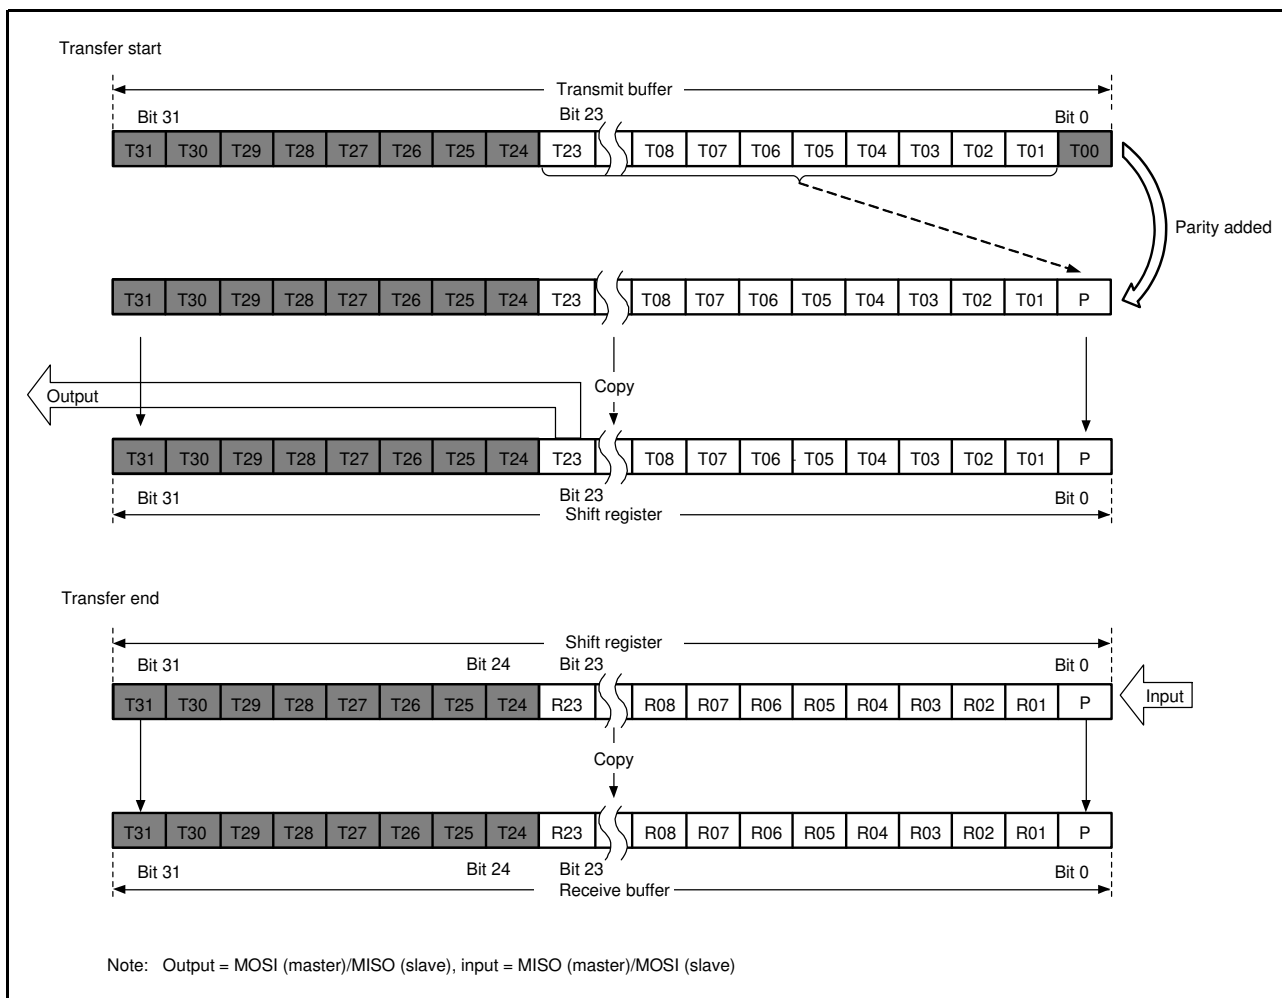 Transfer start
Transmit buffer
Bit 31 Bit 23 Bit 0
T31 T30 T29 T28 T27 T26 T25 T24 T23 T08 T07 T06 T05 T04 T03 T02 T01 T00
Parity added
T31 T30 T29 T28 T27 T26 T25 T24 T23 T08 T07 T06 T05 T04 T03 T02 T01 P
Copy
Output
T31 T30 T29 T28 T27 T26 T25 T24 T23 T08 T07 T06 T05 T04 T03 T02 T01 P
Bit 31 Bit 23 Bit 0
Shift register
Transfer end
Shift register
Bit 31 Bit 24 Bit 23 Bit 0
T31 T30 T29 T28 T27 T26 T25 T24 R23 R08 R07 R06 R05 R04 R03 R02 R01 P
Input
Copy
T31 T30 T29 T28 T27 T26 T25 T24 R23 R08 R07 R06 R05 R04 R03 R02 R01 P
Bit 31 Bit 24 Bit 23 Bit 0
Receive buffer
Note: Output = MOSI (master)/MISO (slave), input = MISO (master)/MOSI (slave)